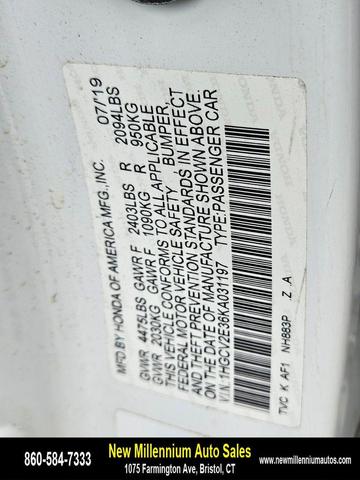 MFD. BY HONDA OF AMERICA MFG.,INC. 07/'19
GVWR 4475LBS GAWR F 2403LBS R 2094LBS
GVWR 2030KG GAWR F 1090KG R 950KG
THIS VEHICLE CONFORMS TO ALL APPLICABLE
FEDERAL MOTOR VEHICLE SAFETY, BUMPER,
AND THEFT PREVENTION STANDARDS IN EFFECT
ON THE DATE OF MANUFACTURE SHOWN ABOVE.
V.I.N.:1HGCV2E36KA031197 TYPE:PASSENGER CAR
TVC K AF1 NH883P .Z .A
860-584-7333
New Millennium Auto Sales
1075 Farmington Ave, Bristol, CT
www.newmillenniumautos.com